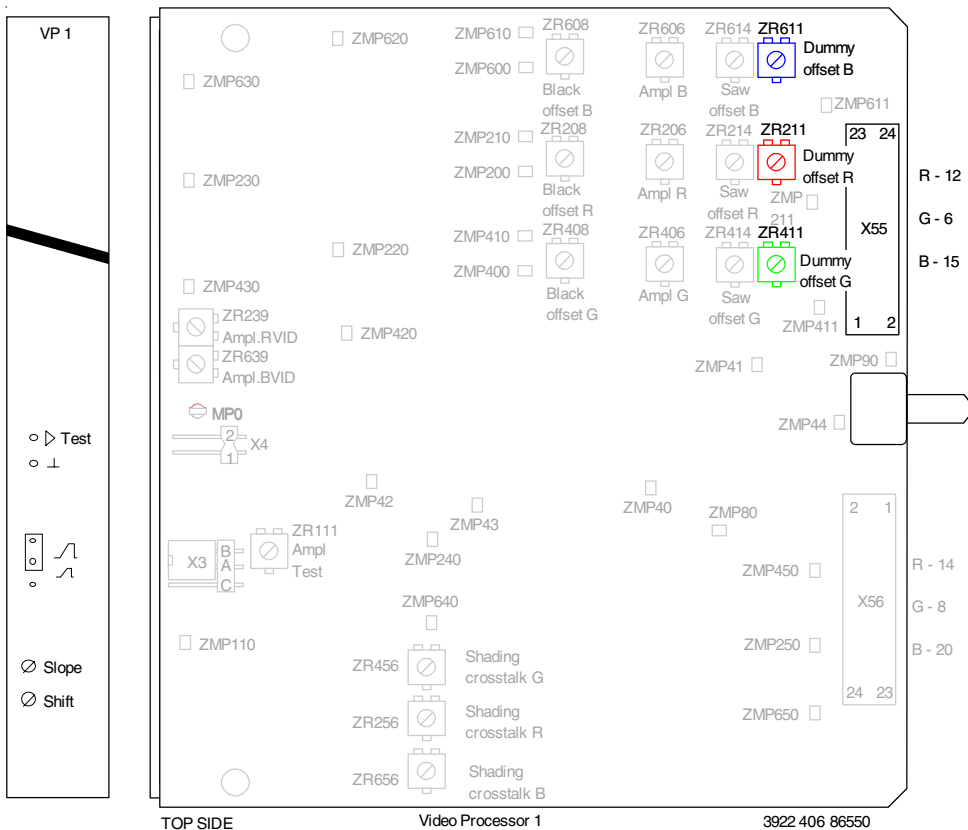 VP 1
Test
Slope
Shift
ZMP620
ZMP630
ZMP610
ZMP600
ZR608
Black
offset B
ZR606
Ampl B
ZR614
Saw
offset B
ZR611
Dummy
offset B
ZMP611
ZMP210
ZMP200
ZR208
Black
offset R
ZR206
Ampl R
ZR214
Saw
offset R
ZR211
Dummy
offset R
ZMP
211
ZMP230
ZMP220
ZMP410
ZMP400
ZR408
Black
offset G
ZR406
Ampl G
ZR414
Saw
offset G
ZR411
Dummy
offset G
ZMP411
23 24
X55
1 2
R - 12
G - 6
B - 15
ZMP430
ZR239
Ampl.RVID
ZR639
Ampl.BVID
ZMP420
ZMP41
ZMP90
MP0
2
X4
1
ZMP44
ZMP42
ZMP43
ZMP40
ZMP80
ZR111
Ampl
Test
X3
B
A
C
ZMP240
ZMP450
2 1
X56
24 23
R - 14
G - 8
B - 20
ZMP640
ZMP110
ZMP250
ZMP650
ZR456
Shading
crosstalk G
ZR256
Shading
crosstalk R
ZR656
Shading
crosstalk B
TOP SIDE
Video Processor 1
3922 406 86550